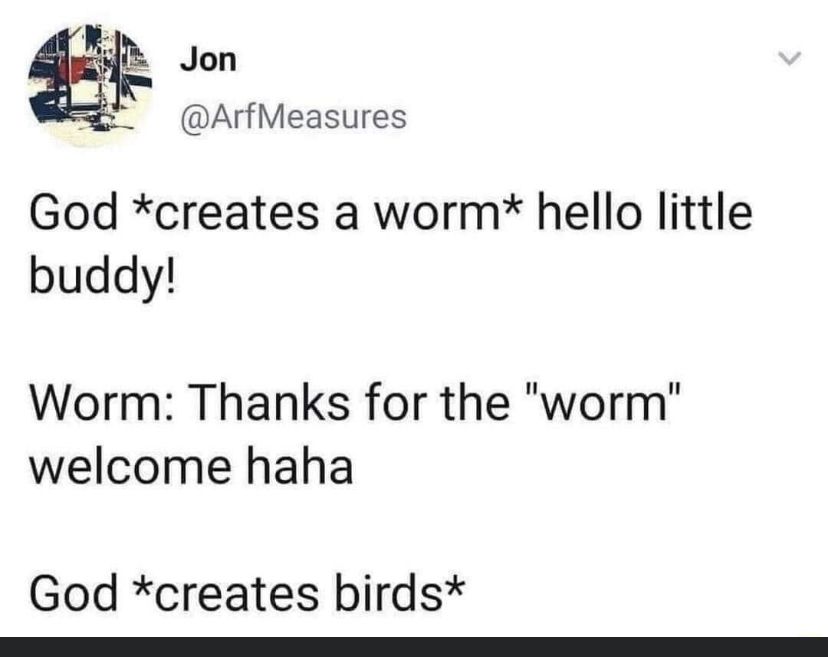 Jon
@ArfMeasures
God *creates a worm* hello little
buddy!
Worm: Thanks for the "worm"
welcome haha
God *creates birds*